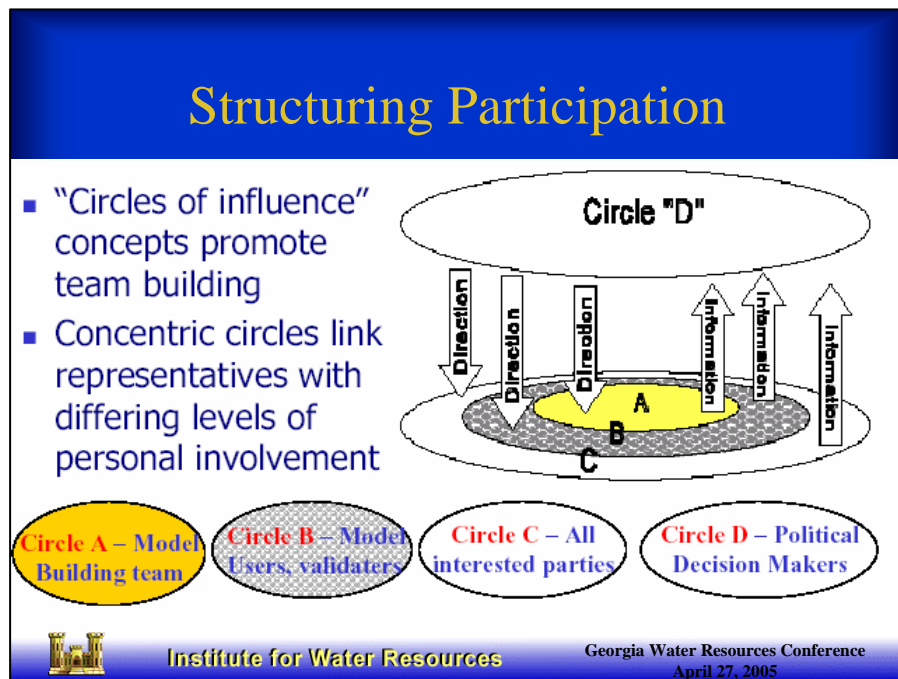 Structuring Participation
▪ “Circles of influence”
concepts promote
team building
▪ Concentric circles link
representatives with
differing levels of
personal involvement
Circle "D"
Direction
Direction
Direction
Information
Information
Information
A
B
C
Circle A – Model
Building team
Circle B – Model
Users, validaters
Circle C – All
interested parties
Circle D – Political
Decision Makers
Institute for Water Resources
Georgia Water Resources Conference
April 27, 2005